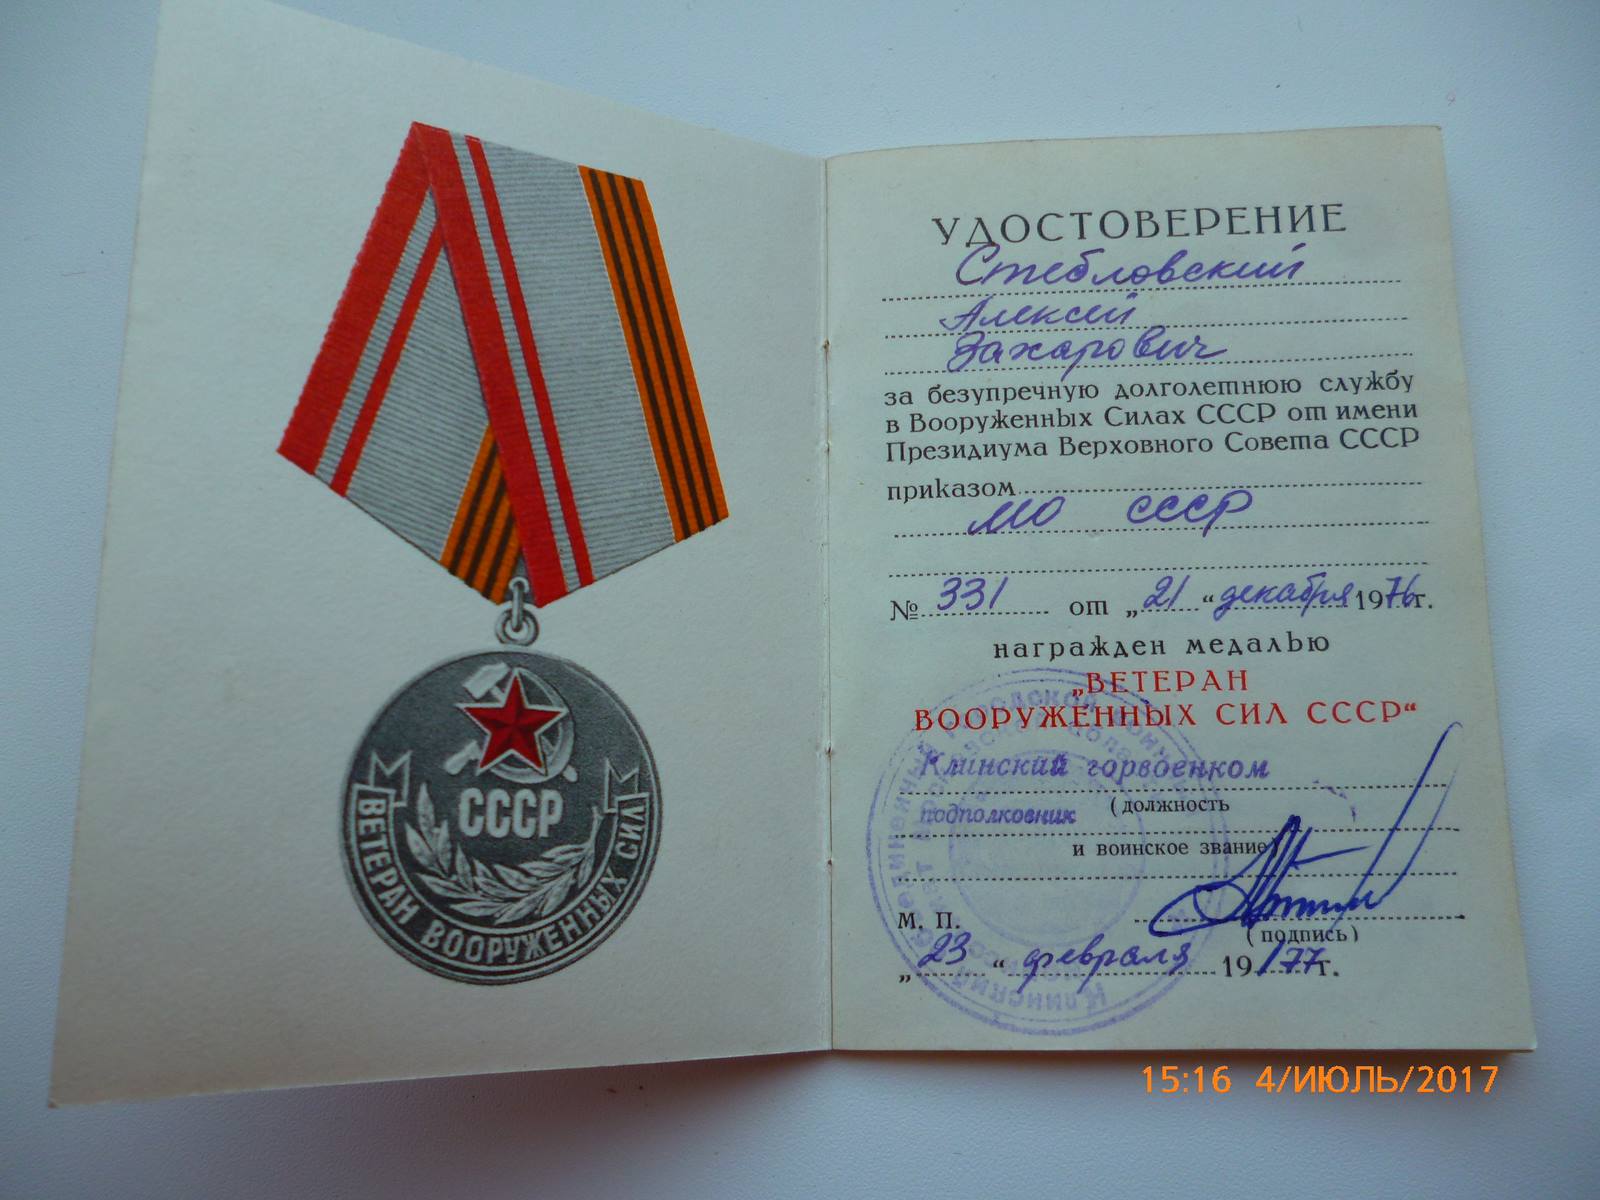 СССР
ВЕТЕРАН ВООРУЖЕННЫХ СИЛ
УДОСТОВЕРЕНИЕ
Стебловский
Алексей
Захарович
за безупречную долголетнюю службу
в Вооруженных Силах СССР от имени
Президиума Верховного Совета СССР
приказом
МО СССР
№ 331 от „21“ декабря 1976 г.
награжден медалью
„ВЕТЕРАН
ВООРУЖЕННЫХ СИЛ СССР“
Клинский горвоенком
подполковник (должность
и воинское звание)
М. П.
(подпись)
„23“ февраля 1977 г.
15:16 4/ИЮЛЬ/2017